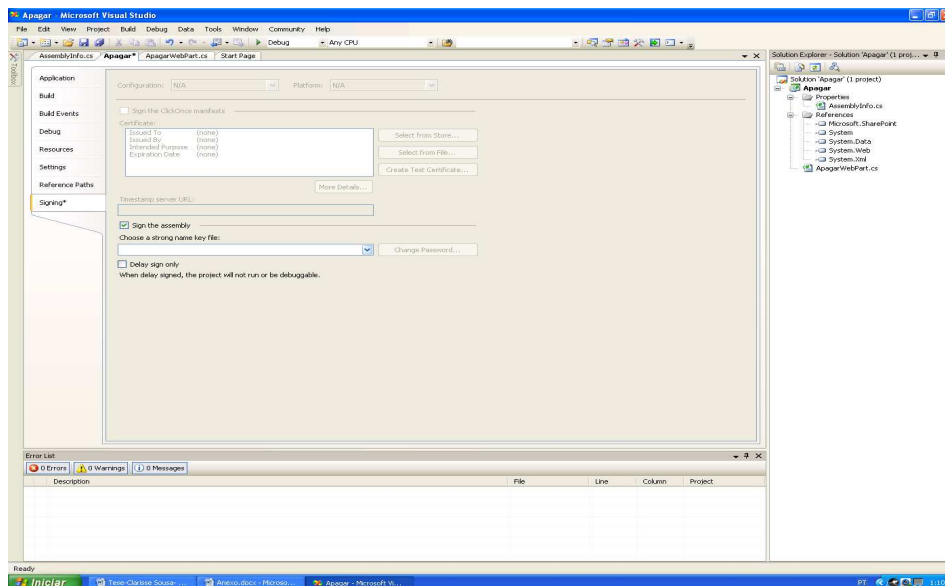 Apagar - Microsoft Visual Studio
File Edit View Project Build Debug Data Tools Window Community Help
Debug Any CPU
Toolbox
AssemblyInfo.cs Apagar* ApagarWebPart.cs Start Page
Application
Build
Build Events
Debug
Resources
Settings
Reference Paths
Signing*
Configuration: N/A Platform: N/A
Sign the ClickOnce manifests
Certificate:
Issued To (none)
Issued By (none)
Intended Purpose (none)
Expiration Date (none)
Select from Store...
Select from File...
Create Test Certificate...
More Details...
Timestamp server URL:
Sign the assembly
Choose a strong name key file:
Change Password...
Delay sign only
When delay signed, the project will not run or be debuggable.
Solution Explorer - Solution 'Apagar' (1 proj...
Solution 'Apagar' (1 project)
Apagar
Properties
AssemblyInfo.cs
References
Microsoft.SharePoint
System
System.Data
System.Web
System.Xml
ApagarWebPart.cs
Error List
0 Errors 0 Warnings 0 Messages
Description File Line Column Project
Ready
Iniciar Tese-Clarisse Sousa-... Anexo.docx - Microso... Apagar - Microsoft Vi... PT 1:10